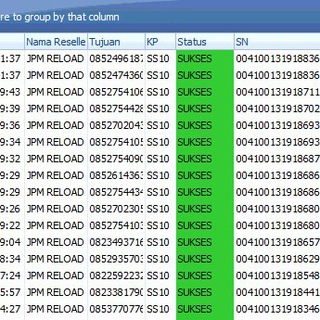 re to group by that column
Nama Reselle Tujuan KP Status SN
1:37 JPM RELOAD 085249618 SS10 SUKSES 004100131918836
1:37 JPM RELOAD 085247436 SS10 SUKSES 004100131918836
9:43 JPM RELOAD 085275410 SS10 SUKSES 004100131918711
9:39 JPM RELOAD 085275442 SS10 SUKSES 004100131918702
9:36 JPM RELOAD 085270204 SS10 SUKSES 004100131918693
9:34 JPM RELOAD 085275410 SS10 SUKSES 004100131918693
9:32 JPM RELOAD 085275409 SS10 SUKSES 004100131918687
9:29 JPM RELOAD 085261436 SS10 SUKSES 004100131918686
9:29 JPM RELOAD 085275443 SS10 SUKSES 004100131918686
9:26 JPM RELOAD 085270230 SS10 SUKSES 004100131918680
9:22 JPM RELOAD 085275410 SS10 SUKSES 004100131918680
9:04 JPM RELOAD 082349371 SS10 SUKSES 004100131918657
8:34 JPM RELOAD 085293570 SS10 SUKSES 004100131918629
7:24 JPM RELOAD 082259223 SS10 SUKSES 004100131918548
5:57 JPM RELOAD 082338179 SS10 SUKSES 004100131918441
4:27 JPM RELOAD 085377077 SS10 SUKSES 004100131918346